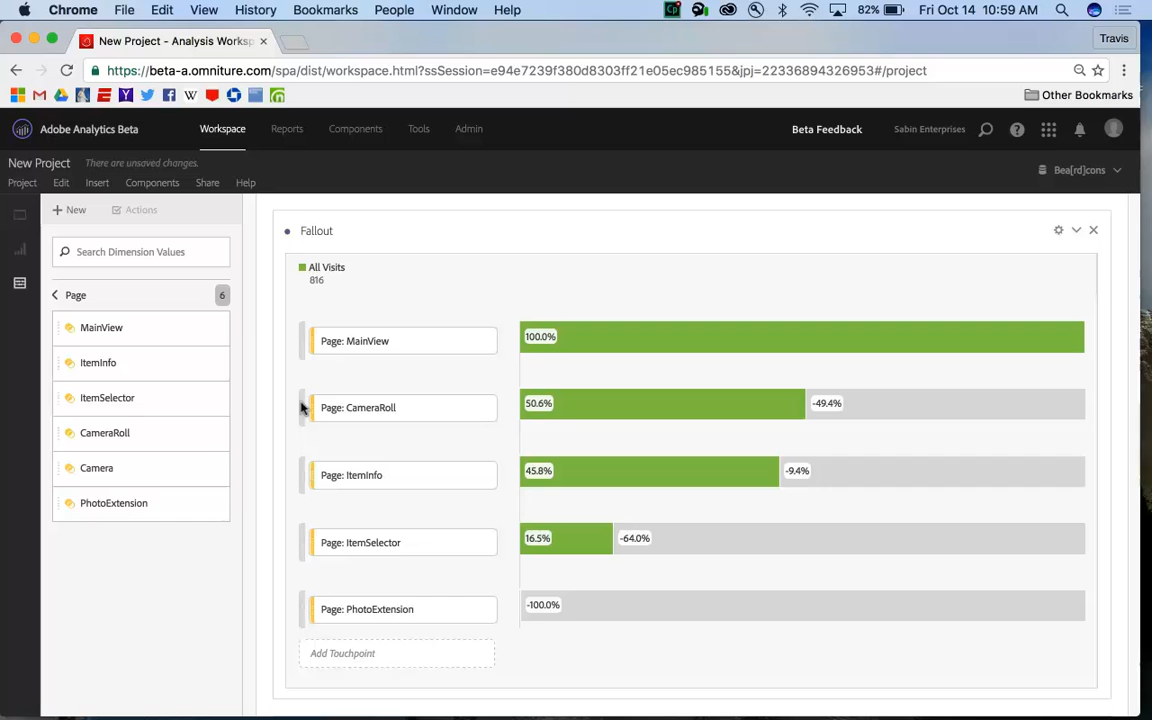 Chrome File Edit View History Bookmarks People Window Help 82% Fri Oct 14 10:59 AM
New Project - Analysis Worksp Travis
https://beta-a.omniture.com/spa/dist/workspace.html?ssSession=e94e7239f380d8303ff21e05ec985155&jpj=22336894326953#/project
Other Bookmarks
Adobe Analytics Beta Workspace Reports Components Tools Admin Beta Feedback Sabin Enterprises
New Project There are unsaved changes. Bea[rd]cons
Project Edit Insert Components Share Help
+ New Actions
Search Dimension Values
Page 6
MainView
ItemInfo
ItemSelector
CameraRoll
Camera
PhotoExtension
Fallout
All Visits
816
Page: MainView 100.0%
Page: CameraRoll 50.6% -49.4%
Page: ItemInfo 45.8% -9.4%
Page: ItemSelector 16.5% -64.0%
Page: PhotoExtension -100.0%
Add Touchpoint